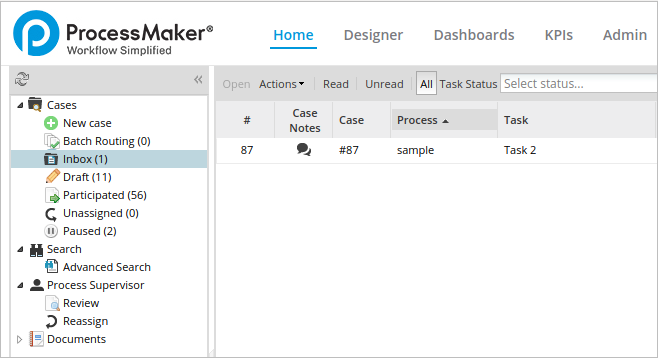 ProcessMaker®
Workflow Simplified
Home Designer Dashboards KPIs Admin
Open Actions Read Unread All Task Status Select status...
Cases
New case
Batch Routing (0)
Inbox (1)
Draft (11)
Participated (56)
Unassigned (0)
Paused (2)
Search
Advanced Search
Process Supervisor
Review
Reassign
Documents
# Case Notes Case Process Task
87 #87 sample Task 2